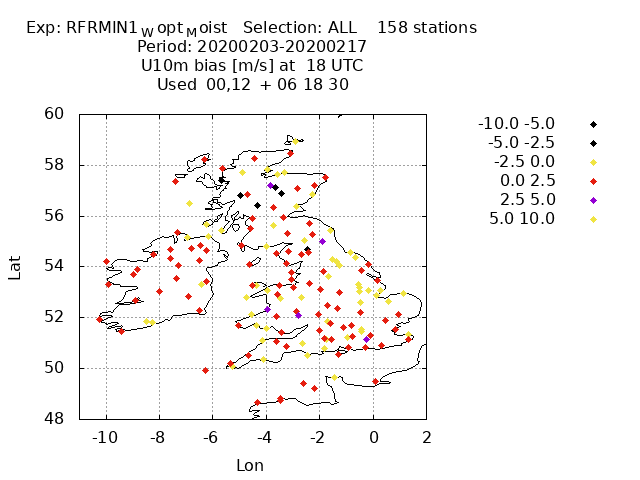 Exp: RFRMIN1WoptMoist Selection: ALL 158 stations
Period: 20200203-20200217
U10m bias [m/s] at 18 UTC
Used 00,12 + 06 18 30
-10.0 -5.0
-5.0 -2.5
-2.5 0.0
0.0 2.5
2.5 5.0
5.0 10.0
60
58
56
54
52
50
48
Lat
-10 -8 -6 -4 -2 0 2
Lon